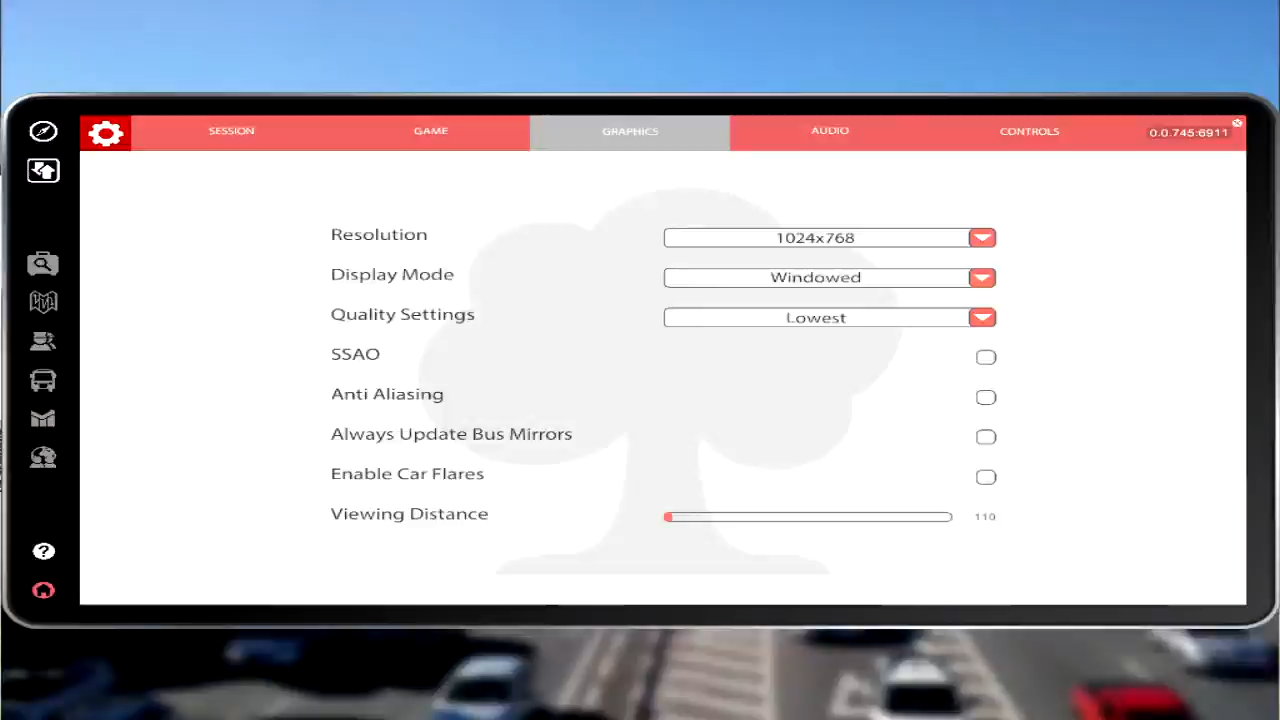 SESSION
GAME
GRAPHICS
AUDIO
CONTROLS
0.0.745:6911
Resolution
1024x768
Display Mode
Windowed
Quality Settings
Lowest
SSAO
Anti Aliasing
Always Update Bus Mirrors
Enable Car Flares
Viewing Distance
110